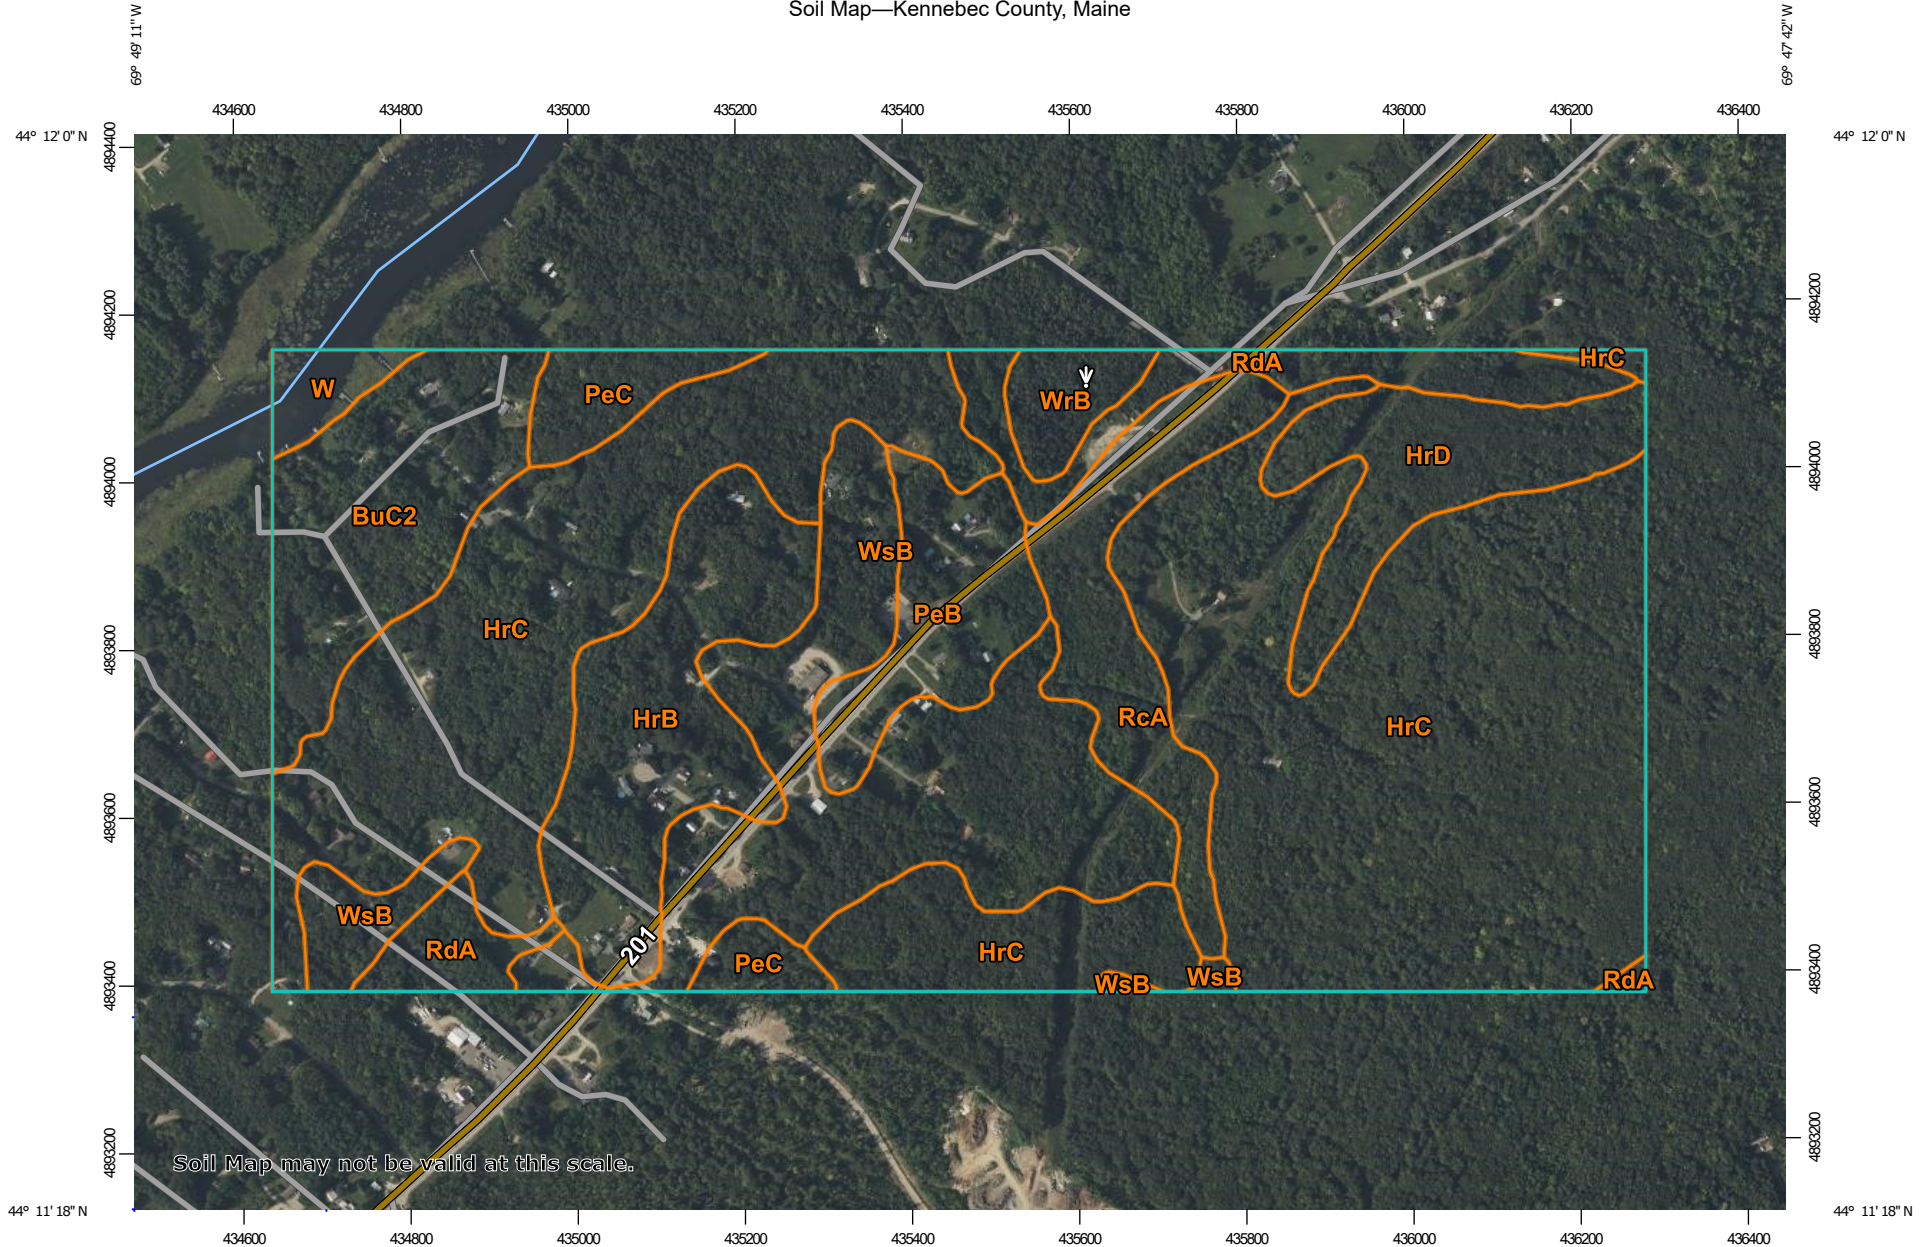 Soil Map—Kennebec County, Maine
69° 49' 11'' W
69° 47' 42'' W
434600 434800 435000 435200 435400 435600 435800 436000 436200 436400
44° 12' 0'' N
44° 12' 0'' N
4894400
4894200
4894200
RdA
HrC
W
PeC
WrB
HrD
4894000
4894000
BuC2
WsB
PeB
HrC
4893800
4893800
HrB
RcA
HrC
4893600
4893600
WsB
RdA
201
PeC
HrC
WsB
WsB
RdA
4893400
4893400
4893200
4893200
Soil Map may not be valid at this scale.
44° 11' 18'' N
44° 11' 18'' N
434600 434800 435000 435200 435400 435600 435800 436000 436200 436400